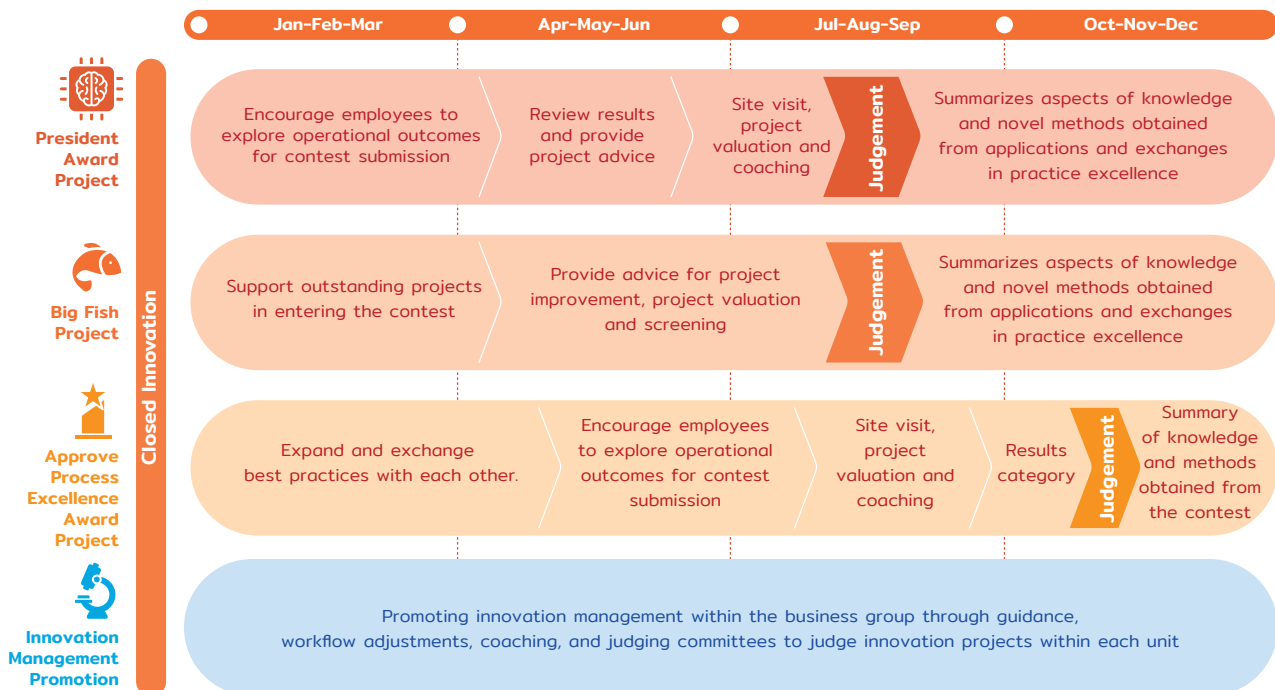 Jan-Feb-Mar
Apr-May-Jun
Jul-Aug-Sep
Oct-Nov-Dec
Closed Innovation
President
Award
Project
Encourage employees to
explore operational outcomes
for contest submission
Review results
and provide
project advice
Site visit,
project
valuation and
coaching
Judgement
Summarizes aspects of knowledge
and novel methods obtained
from applications and exchanges
in practice excellence
Big Fish
Project
Support outstanding projects
in entering the contest
Provide advice for project
improvement, project valuation
and screening
Judgement
Summarizes aspects of knowledge
and novel methods obtained
from applications and exchanges
in practice excellence
Approve
Process
Excellence
Award
Project
Expand and exchange
best practices with each other.
Encourage employees
to explore operational
outcomes for contest
submission
Site visit,
project
valuation and
coaching
Results
category
Judgement
Summary
of knowledge
and methods
obtained from
the contest
Innovation
Management
Promotion
Promoting innovation management within the business group through guidance,
workflow adjustments, coaching, and judging committees to judge innovation projects within each unit